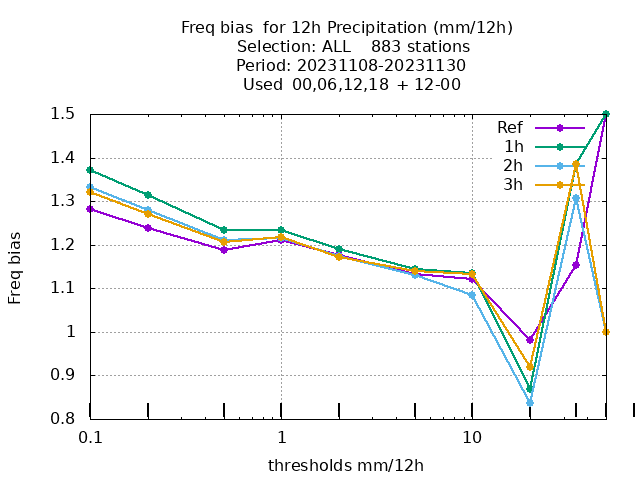 Freq bias  for 12h Precipitation (mm/12h)
Selection: ALL    883 stations
Period: 20231108-20231130
Used  00,06,12,18  + 12-00
Ref
1h
2h
3h
1.5
1.4
1.3
1.2
1.1
1
0.9
0.8
Freq bias
0.1 1 10
thresholds mm/12h